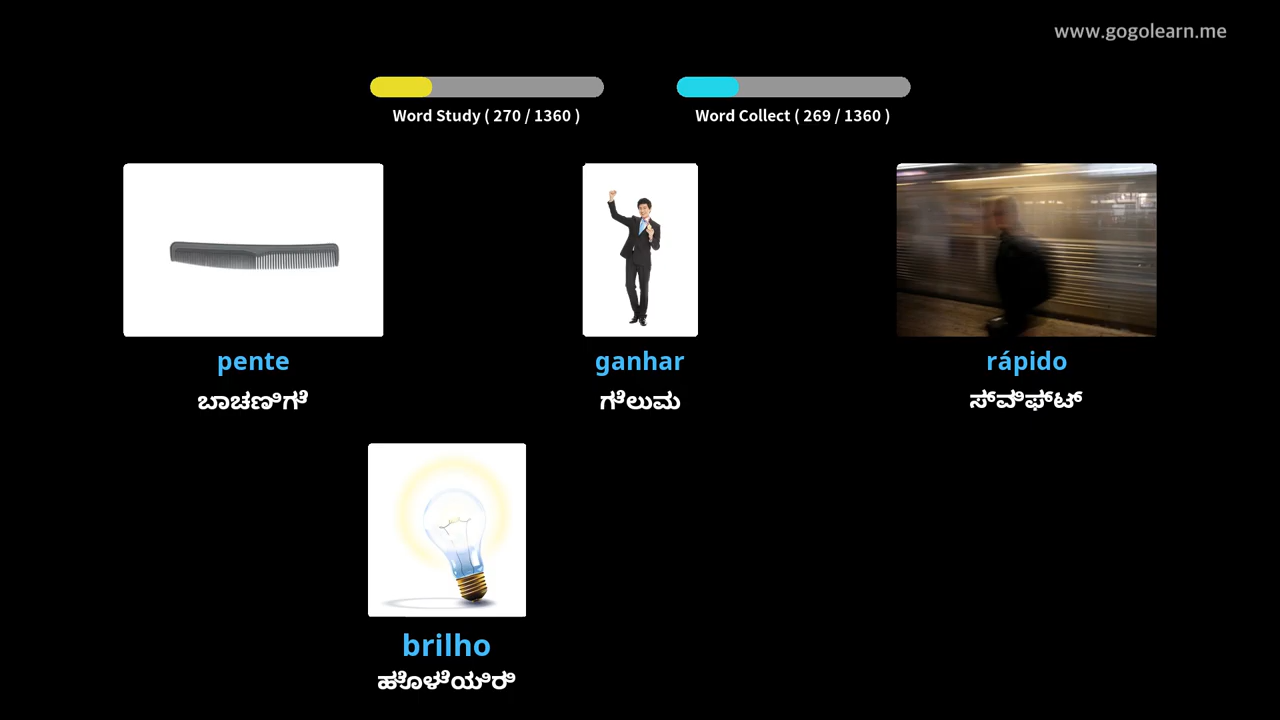 www.gogolearn.me
Word Study ( 270 / 1360 )
Word Collect ( 269 / 1360 )
pente
ganhar
rápido
ಬಾಚಣಿಗೆ
ಗೆಲುಮ
ಸ್ವಿಫ್ಟ್
brilho
ಹೊಳೆಯಿರಿ